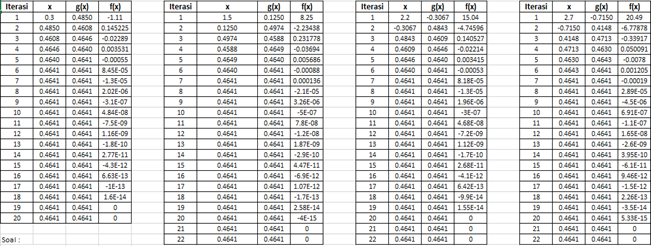 Iterasi x g(x) f(x) Iterasi x g(x) f(x) Iterasi x g(x) f(x) Iterasi x g(x) f(x)
1 0.3 0.4850 -1.11 1 1.5 0.1250 8.25 1 2.2 -0.3067 15.04 1 2.7 -0.7150 20.49
2 0.4850 0.4608 0.145225 2 0.1250 0.4974 -2.23438 2 -0.3067 0.4843 -4.74596 2 -0.7150 0.4148 -6.77878
3 0.4608 0.4646 -0.02289 3 0.4974 0.4588 0.231778 3 0.4843 0.4609 0.140527 3 0.4148 0.4713 -0.33917
4 0.4646 0.4640 0.003531 4 0.4588 0.4649 -0.03694 4 0.4609 0.4646 -0.02214 4 0.4713 0.4630 0.050091
5 0.4640 0.4641 -0.00055 5 0.4649 0.4640 0.005686 5 0.4646 0.4640 0.003415 5 0.4630 0.4643 -0.0078
6 0.4641 0.4641 8.45E-05 6 0.4640 0.4641 -0.00088 6 0.4640 0.4641 -0.00053 6 0.4643 0.4641 0.001205
7 0.4641 0.4641 -1.3E-05 7 0.4641 0.4641 0.000136 7 0.4641 0.4641 8.18E-05 7 0.4641 0.4641 -0.00019
8 0.4641 0.4641 2.02E-06 8 0.4641 0.4641 -2.1E-05 8 0.4641 0.4641 -1.3E-05 8 0.4641 0.4641 2.89E-05
9 0.4641 0.4641 -3.1E-07 9 0.4641 0.4641 3.26E-06 9 0.4641 0.4641 1.96E-06 9 0.4641 0.4641 -4.5E-06
10 0.4641 0.4641 4.84E-08 10 0.4641 0.4641 -5E-07 10 0.4641 0.4641 -3E-07 10 0.4641 0.4641 6.91E-07
11 0.4641 0.4641 -7.5E-09 11 0.4641 0.4641 7.8E-08 11 0.4641 0.4641 4.68E-08 11 0.4641 0.4641 -1.1E-07
12 0.4641 0.4641 1.16E-09 12 0.4641 0.4641 -1.2E-08 12 0.4641 0.4641 -7.2E-09 12 0.4641 0.4641 1.65E-08
13 0.4641 0.4641 -1.8E-10 13 0.4641 0.4641 1.87E-09 13 0.4641 0.4641 1.12E-09 13 0.4641 0.4641 -2.6E-09
14 0.4641 0.4641 2.77E-11 14 0.4641 0.4641 -2.9E-10 14 0.4641 0.4641 -1.7E-10 14 0.4641 0.4641 3.95E-10
15 0.4641 0.4641 -4.3E-12 15 0.4641 0.4641 4.47E-11 15 0.4641 0.4641 2.68E-11 15 0.4641 0.4641 -6.1E-11
16 0.4641 0.4641 6.63E-13 16 0.4641 0.4641 -6.9E-12 16 0.4641 0.4641 -4.1E-12 16 0.4641 0.4641 9.46E-12
17 0.4641 0.4641 -1E-13 17 0.4641 0.4641 1.07E-12 17 0.4641 0.4641 6.42E-13 17 0.4641 0.4641 -1.5E-12
18 0.4641 0.4641 1.6E-14 18 0.4641 0.4641 -1.7E-13 18 0.4641 0.4641 -9.9E-14 18 0.4641 0.4641 2.26E-13
19 0.4641 0.4641 0 19 0.4641 0.4641 2.58E-14 19 0.4641 0.4641 1.55E-14 19 0.4641 0.4641 -3.5E-14
20 0.4641 0.4641 0 20 0.4641 0.4641 -4E-15 20 0.4641 0.4641 0 20 0.4641 0.4641 5.33E-15
21 0.4641 0.4641 0 21 0.4641 0.4641 0 21 0.4641 0.4641 0
Soal : 22 0.4641 0.4641 0 22 0.4641 0.4641 0 22 0.4641 0.4641 0